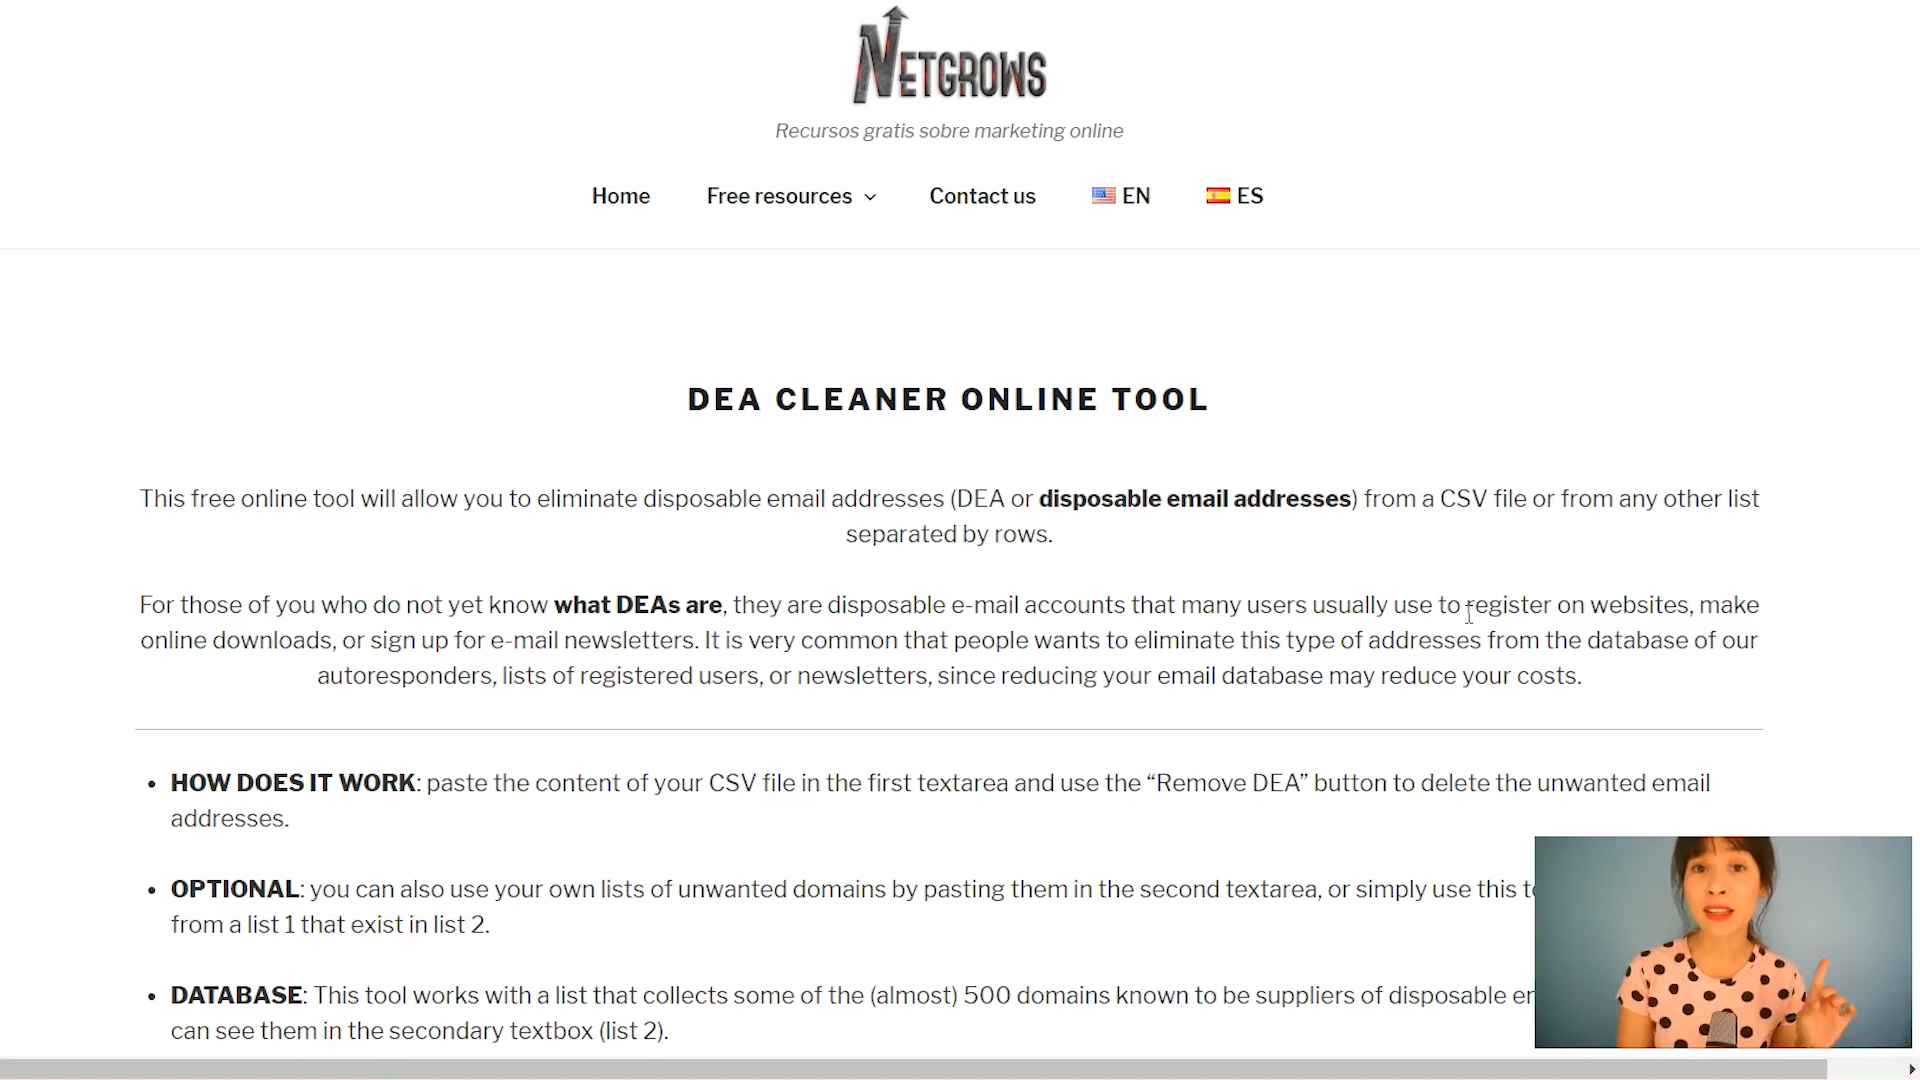 NETGROWS
Recursos gratis sobre marketing online
Home Free resources Contact us EN ES
DEA CLEANER ONLINE TOOL
This free online tool will allow you to eliminate disposable email addresses (DEA or disposable email addresses) from a CSV file or from any other list
separated by rows.
For those of you who do not yet know what DEAs are, they are disposable e-mail accounts that many users usually use to register on websites, make
online downloads, or sign up for e-mail newsletters. It is very common that people wants to eliminate this type of addresses from the database of our
autoresponders, lists of registered users, or newsletters, since reducing your email database may reduce your costs.
• HOW DOES IT WORK: paste the content of your CSV file in the first textarea and use the “Remove DEA” button to delete the unwanted email
addresses.
• OPTIONAL: you can also use your own lists of unwanted domains by pasting them in the second textarea, or simply use this
from a list 1 that exist in list 2.
• DATABASE: This tool works with a list that collects some of the (almost) 500 domains known to be suppliers of disposable
can see them in the secondary textbox (list 2).